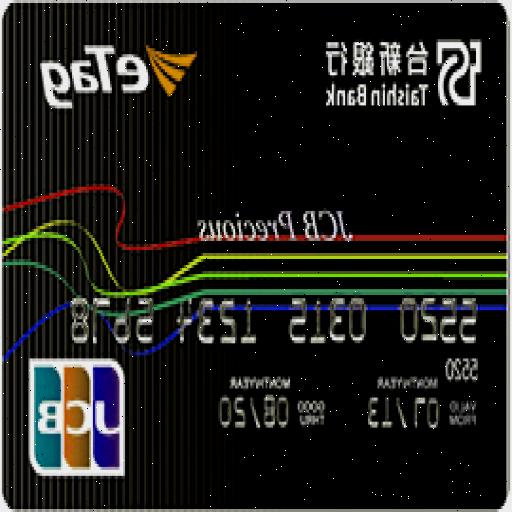 台新銀行
Taishin Bank
eTag
JCB Precious
5520 0315 1234 5678
5520
MONTH/YEAR MONTH/YEAR
VALID FROM 07/13 GOOD THRU 08/20
JCB